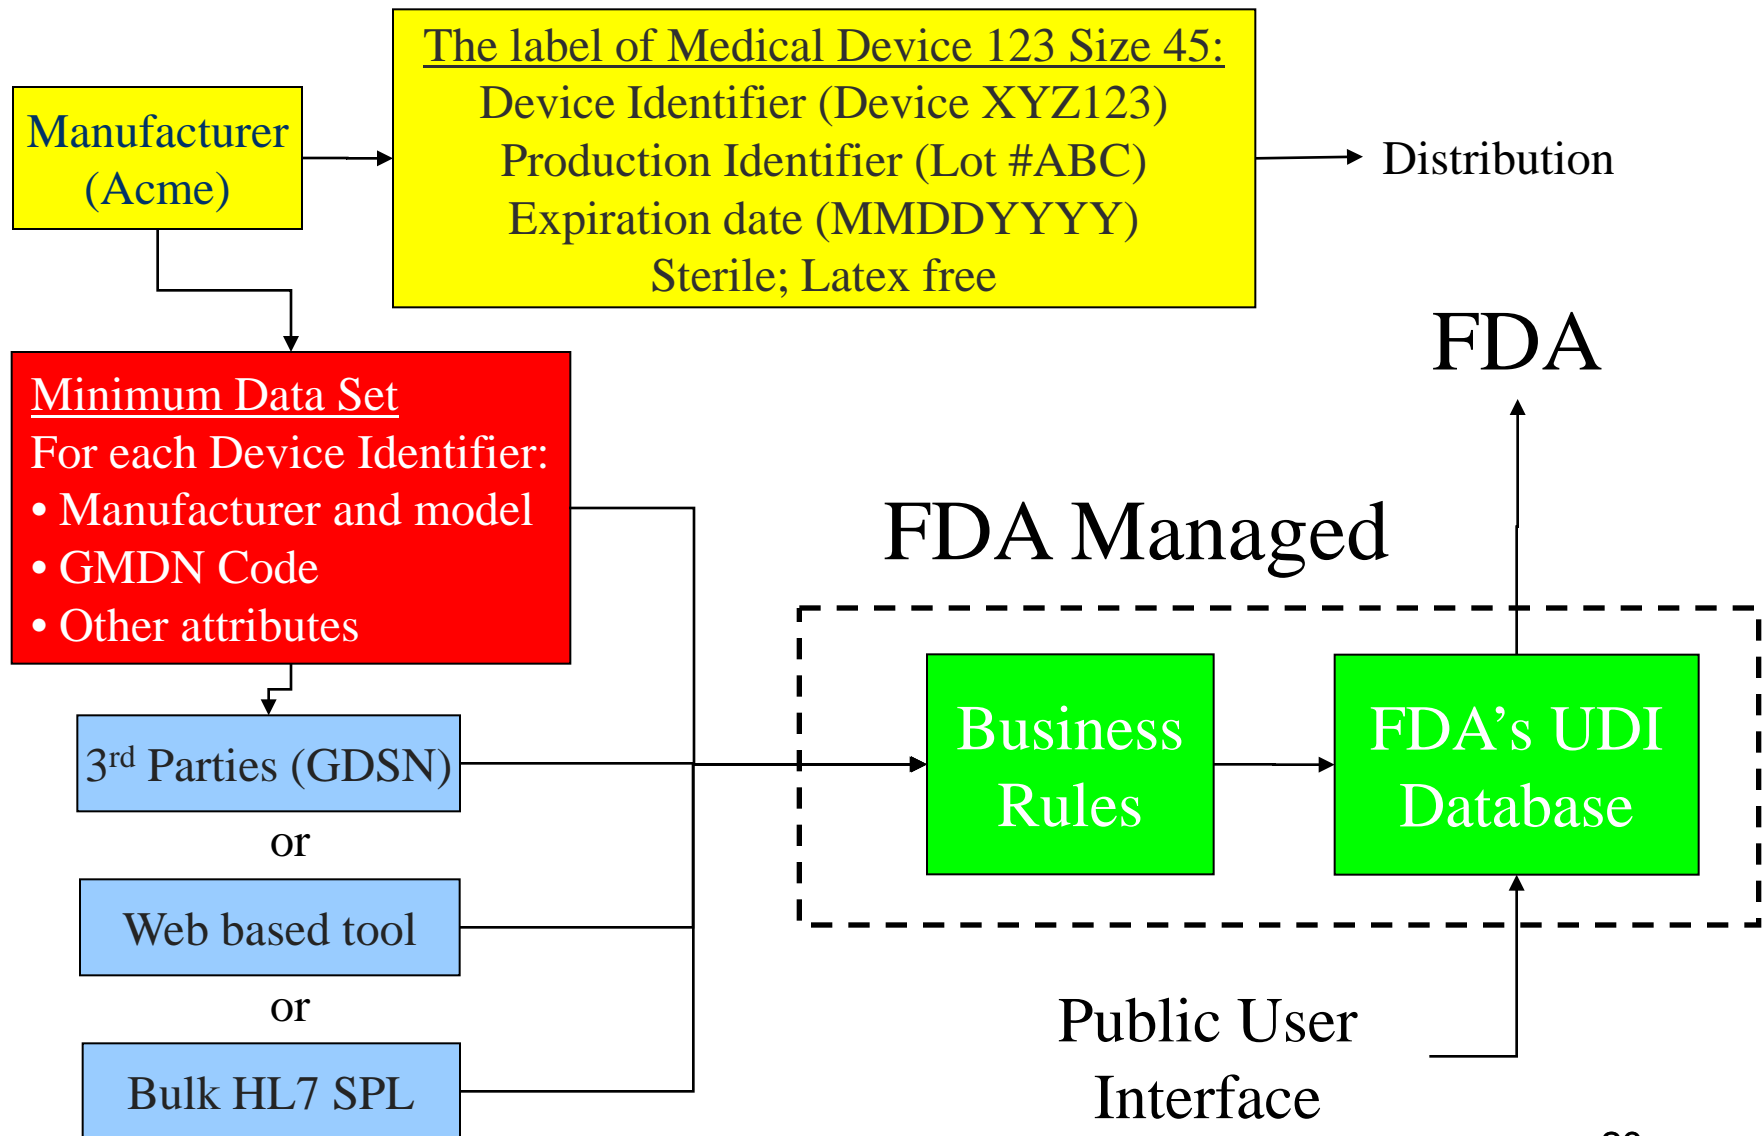 The label of Medical Device 123 Size 45:
Device Identifier (Device XYZ123)
Production Identifier (Lot #ABC)
Expiration date (MMDDYYYY)
Sterile; Latex free
Manufacturer
(Acme)
Distribution
Minimum Data Set
For each Device Identifier:
• Manufacturer and model
• GMDN Code
• Other attributes
FDA
FDA Managed
3rd Parties (GDSN)
or
Web based tool
or
Bulk HL7 SPL
Business
Rules
FDA’s UDI
Database
Public User
Interface